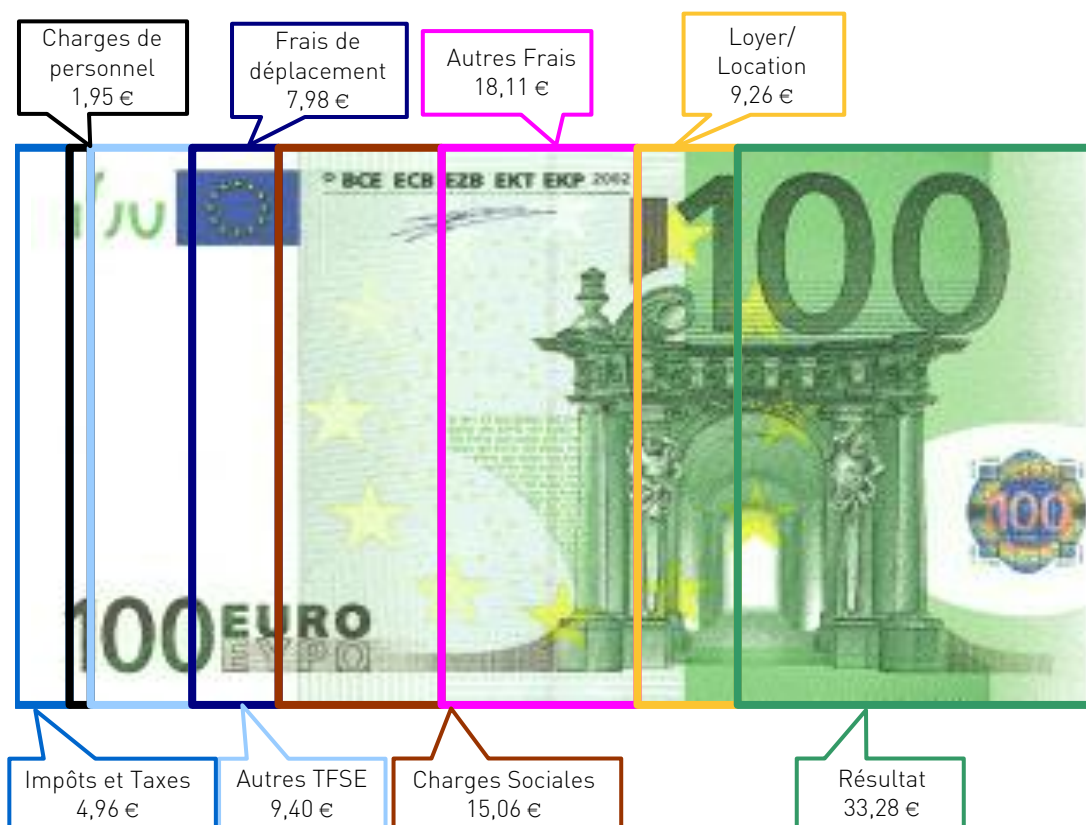 Charges de
personnel
1,95 €
Frais de
déplacement
7,98 €
Autres Frais
18,11 €
Loyer/
Location
9,26 €
© BCE ECB EZB EKT EKP 2002
100
100
100 EURO
ΕΥΡΩ
Impôts et Taxes
4,96 €
Autres TFSE
9,40 €
Charges Sociales
15,06 €
Résultat
33,28 €